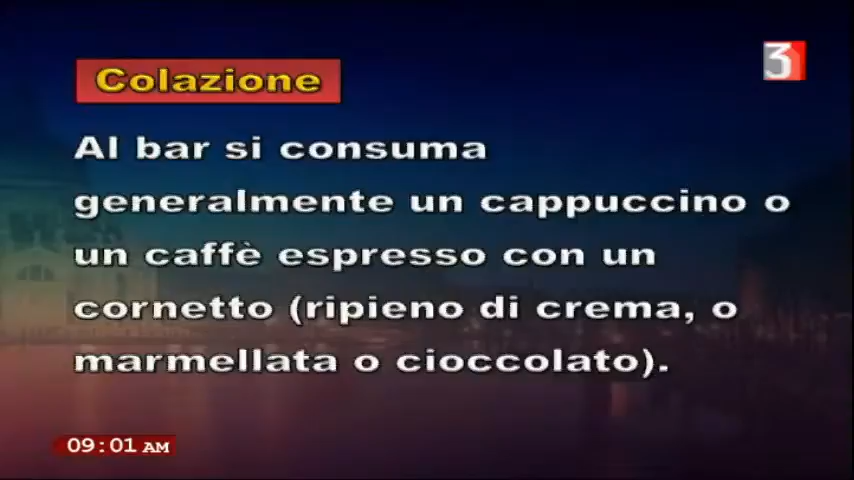 3
Colazione
Al bar si consuma
generalmente un cappuccino o
un caffè espresso con un
cornetto (ripieno di crema, o
marmellata o cioccolato).
09:01 AM